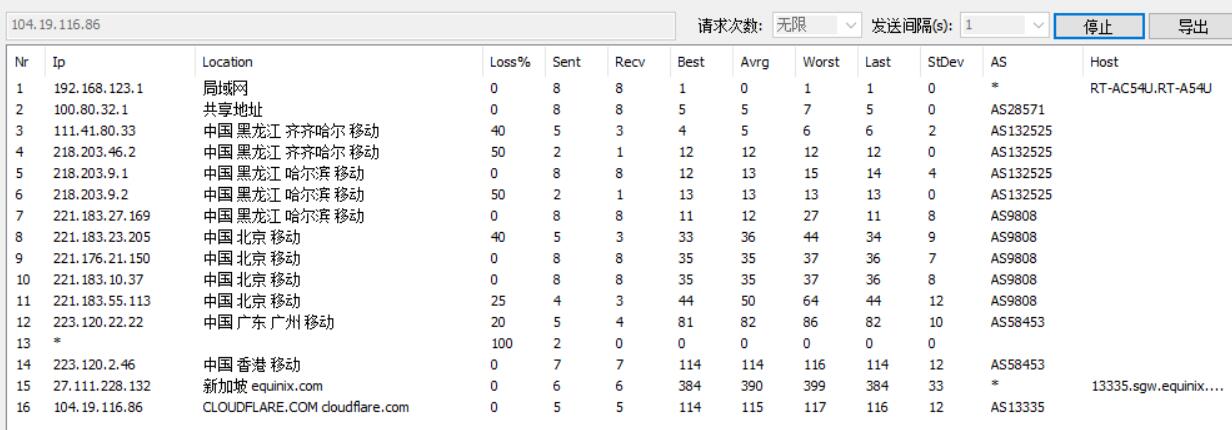 104.19.116.86 请求次数: 无限 发送间隔(s): 1 停止 导出
Nr Ip Location Loss% Sent Recv Best Avrg Worst Last StDev AS Host
1 192.168.123.1 局域网 0 8 8 1 0 1 1 0 * RT-AC54U.RT-A54U
2 100.80.32.1 共享地址 0 8 8 5 5 7 5 0 AS28571
3 111.41.80.33 中国 黑龙江 齐齐哈尔 移动 40 5 3 4 5 6 6 2 AS132525
4 218.203.46.2 中国 黑龙江 齐齐哈尔 移动 50 2 1 12 12 12 12 0 AS132525
5 218.203.9.1 中国 黑龙江 哈尔滨 移动 0 8 8 12 13 15 14 4 AS132525
6 218.203.9.2 中国 黑龙江 哈尔滨 移动 50 2 1 13 13 13 13 0 AS132525
7 221.183.27.169 中国 黑龙江 哈尔滨 移动 0 8 8 11 12 27 11 8 AS9808
8 221.183.23.205 中国 北京 移动 40 5 3 33 36 44 34 9 AS9808
9 221.176.21.150 中国 北京 移动 0 8 8 35 35 37 36 7 AS9808
10 221.183.10.37 中国 北京 移动 0 8 8 35 35 37 36 8 AS9808
11 221.183.55.113 中国 北京 移动 25 4 3 44 50 64 44 12 AS9808
12 223.120.22.22 中国 广东 广州 移动 20 5 4 81 82 86 82 10 AS58453
13 * 100 2 0 0 0 0 0 0
14 223.120.2.46 中国 香港 移动 0 7 7 114 114 116 114 12 AS58453
15 27.111.228.132 新加坡 equinix.com 0 6 6 384 390 399 384 33 * 13335.sgw.equinix....
16 104.19.116.86 CLOUDFLARE.COM cloudflare.com 0 5 5 114 115 117 116 12 AS13335